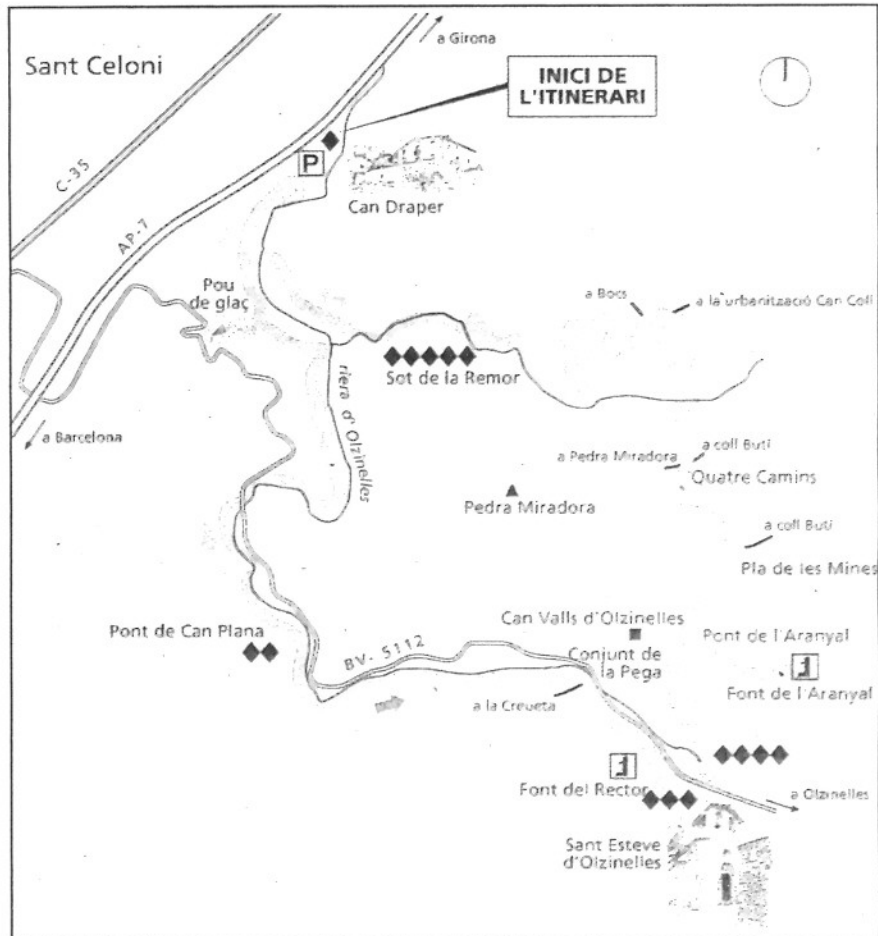 a Girona
Sant Celoni
INICI DE
L'ITINERARI
C-35
P
Can Draper
AP-7
Pou
de glaç
a Bocs
a la urbanització Can Coll
Sot de la Remor
riera d'Olzinelles
a Barcelona
a coll Buti
a Pedra Miradora
Quatre Camins
Pedra Miradora
a coll Buti
Pla de les Mines
Can Valls d'Olzinelles
Pont de l'Aranyal
Pont de Can Plana
BV-5112
Conjunt de
la Pega
Font de l'Aranyal
a la Creueta
Font del Rector
a Olzinelles
Sant Esteve
d'Olzinelles